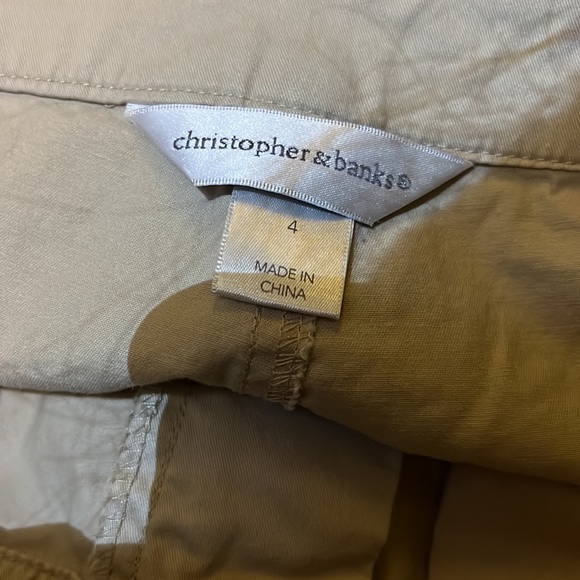 christopher & banks®
4
MADE IN
CHINA